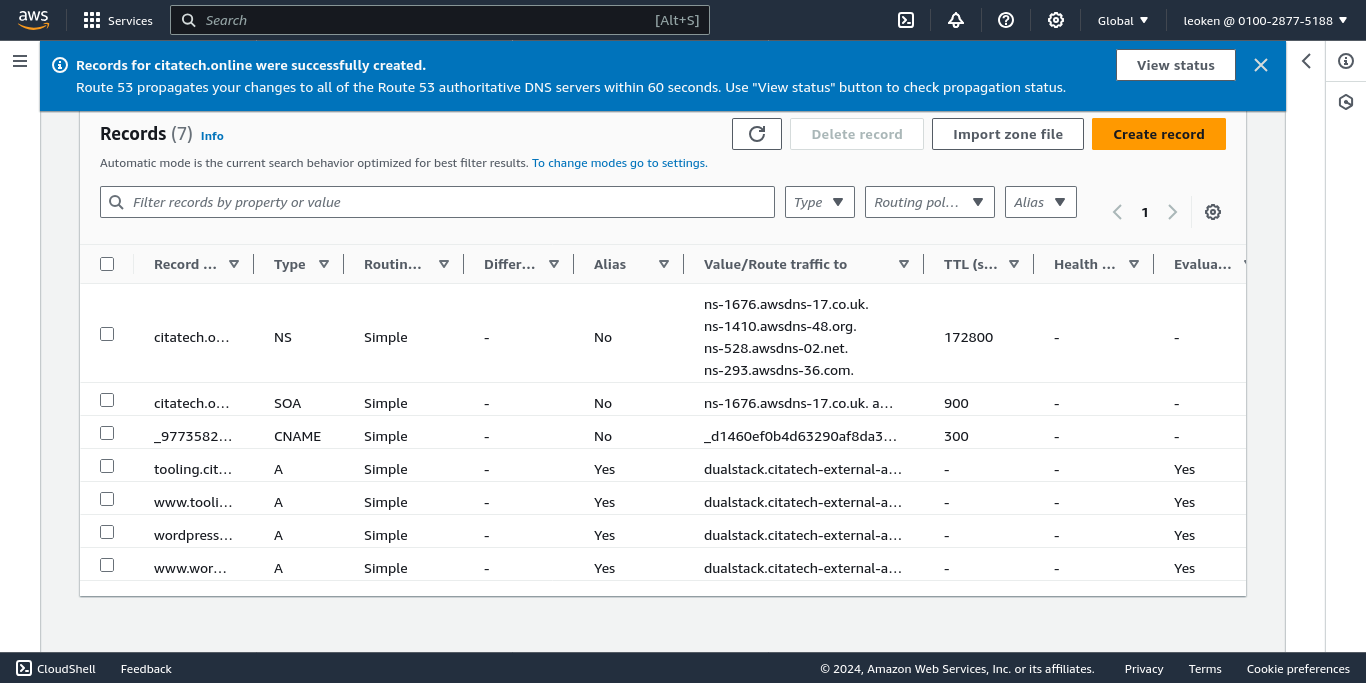 aws
Services
Search [Alt+S]
Global
leoken @ 0100-2877-5188
Records for citatech.online were successfully created.
Route 53 propagates your changes to all of the Route 53 authoritative DNS servers within 60 seconds. Use "View status" button to check propagation status.
View status
Records (7) Info
Delete record
Import zone file
Create record
Automatic mode is the current search behavior optimized for best filter results. To change modes go to settings.
Filter records by property or value
Type
Routing pol...
Alias
1
Record ... Type Routin... Differ... Alias Value/Route traffic to TTL (s... Health ... Evalua...
ns-1676.awsdns-17.co.uk.
ns-1410.awsdns-48.org.
citatech.o... NS Simple - No 172800 - -
ns-528.awsdns-02.net.
ns-293.awsdns-36.com.
citatech.o... SOA Simple - No ns-1676.awsdns-17.co.uk. a... 900 - -
_9773582... CNAME Simple - No _d1460ef0b4d63290af8da3... 300 - -
tooling.cit... A Simple - Yes dualstack.citatech-external-a... - - Yes
www.tooli... A Simple - Yes dualstack.citatech-external-a... - - Yes
wordpress... A Simple - Yes dualstack.citatech-external-a... - - Yes
www.wor... A Simple - Yes dualstack.citatech-external-a... - - Yes
CloudShell Feedback © 2024, Amazon Web Services, Inc. or its affiliates. Privacy Terms Cookie preferences